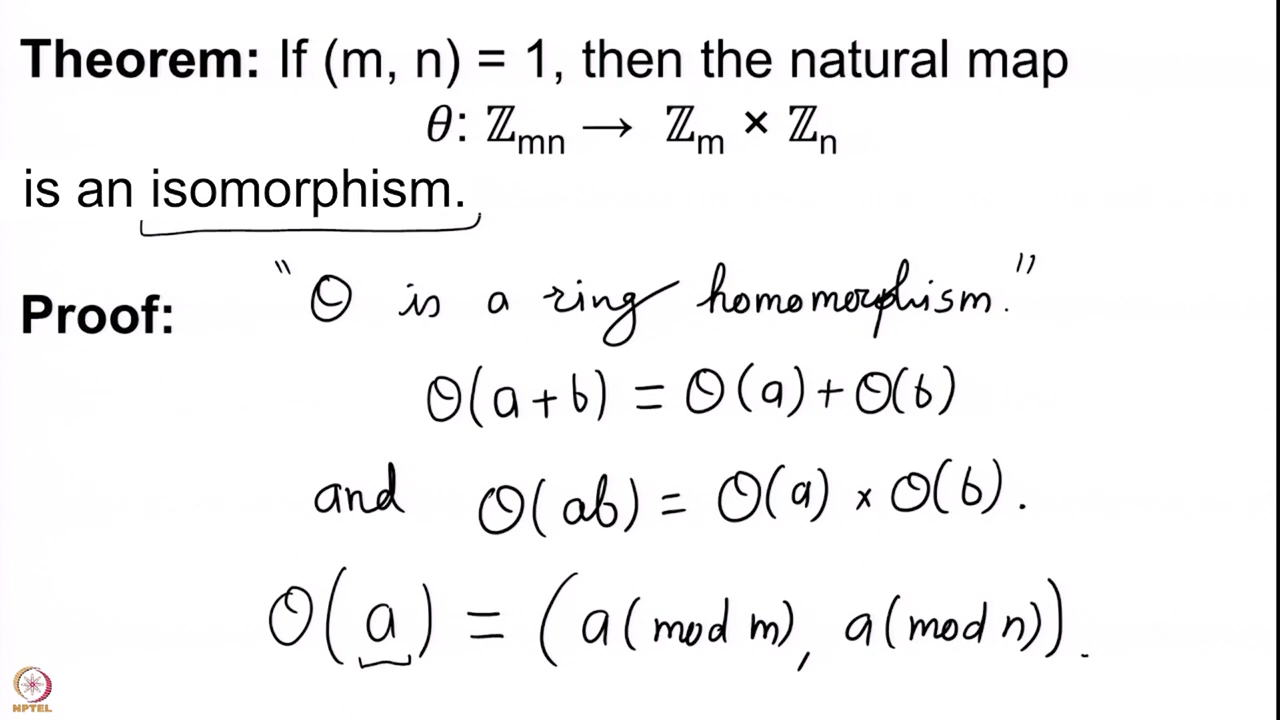 Theorem: If (m, n) = 1, then the natural map
θ: ℤmn → ℤm × ℤn
is an isomorphism.
Proof: "θ is a ring homomorphism."
θ(a+b) = θ(a) + θ(b)
and θ(ab) = θ(a) × θ(b).
θ(a) = (a(mod m), a(mod n)).
NPTEL